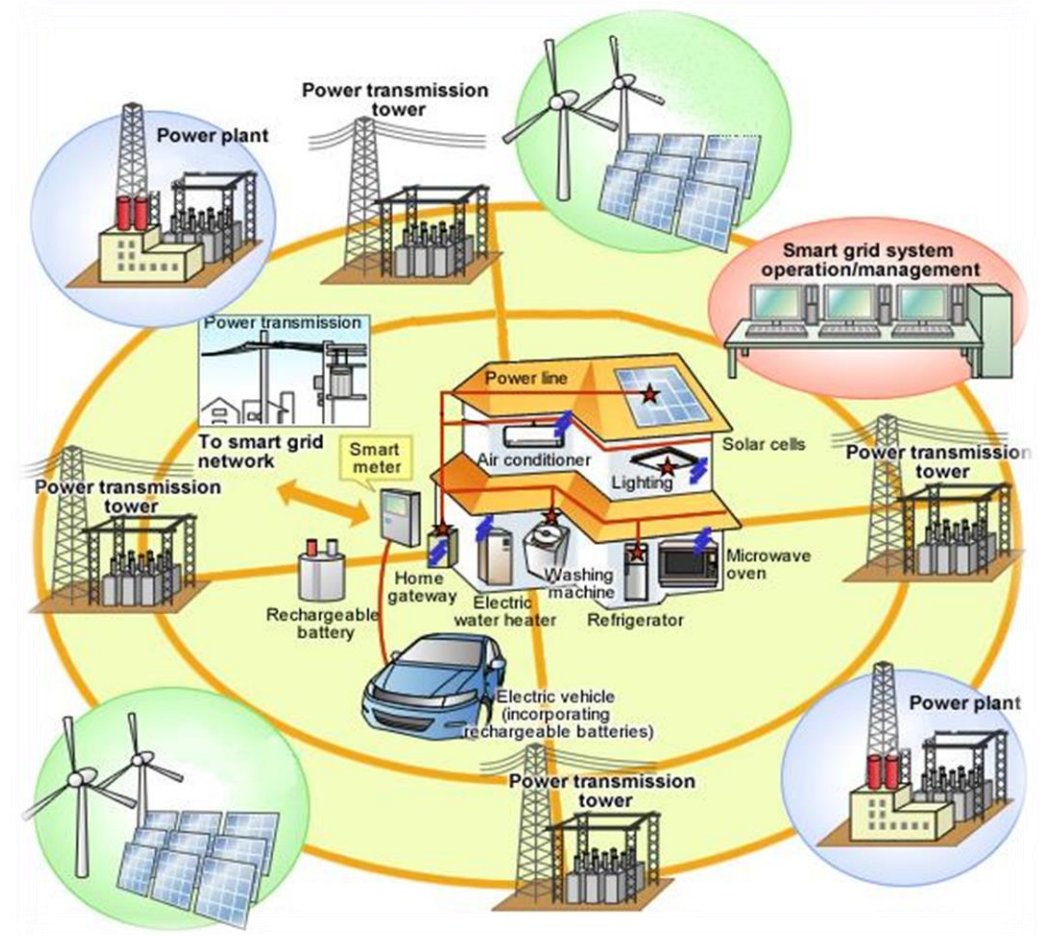 Power transmission
tower
Power plant
Smart grid system
operation/management
Power transmission
Power line
Solar cells
Air conditioner
Lighting
To smart grid
network
Smart
meter
Power transmission
tower
Power transmission
tower
Microwave
oven
Home
gateway
Washing
machine
Electric
water heater
Refrigerator
Rechargeable
battery
Electric vehicle
(incorporating
rechargeable batteries)
Power plant
Power transmission
tower